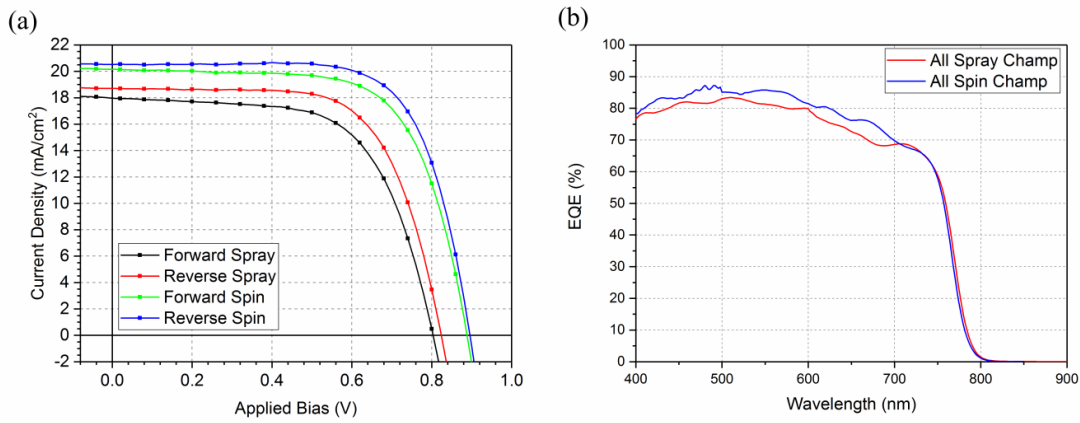 (a)
22
20
18
16
14
12
10
8
6
4
2
0
-2
Current Density (mA/cm²)
Forward Spray
Reverse Spray
Forward Spin
Reverse Spin
0.0 0.2 0.4 0.6 0.8 1.0
Applied Bias (V)
(b)
100
90
80
70
60
50
40
30
20
10
0
EQE (%)
All Spray Champ
All Spin Champ
400 500 600 700 800 900
Wavelength (nm)